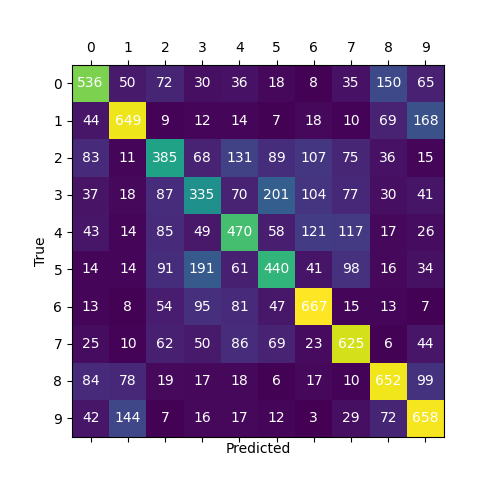 0 1 2 3 4 5 6 7 8 9
0 536 50 72 30 36 18 8 35 150 65
1 44 649 9 12 14 7 18 10 69 168
2 83 11 385 68 131 89 107 75 36 15
3 37 18 87 335 70 201 104 77 30 41
4 43 14 85 49 470 58 121 117 17 26
5 14 14 91 191 61 440 41 98 16 34
6 13 8 54 95 81 47 667 15 13 7
7 25 10 62 50 86 69 23 625 6 44
8 84 78 19 17 18 6 17 10 652 99
9 42 144 7 16 17 12 3 29 72 658
True
Predicted